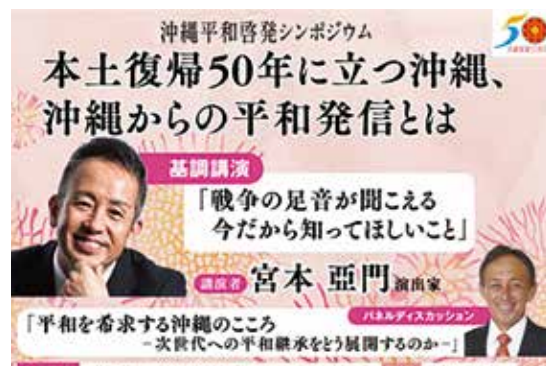 沖縄平和啓発シンポジウム
50
本土復帰50年に立つ沖縄、
沖縄からの平和発信とは
基調講演
「戦争の足音が聞こえる
今だから知ってほしいこと」
講演者 宮本 亞門 演出家
パネルディスカッション
『平和を希求する沖縄のこころ
-次世代への平和継承をどう展開するのか-』